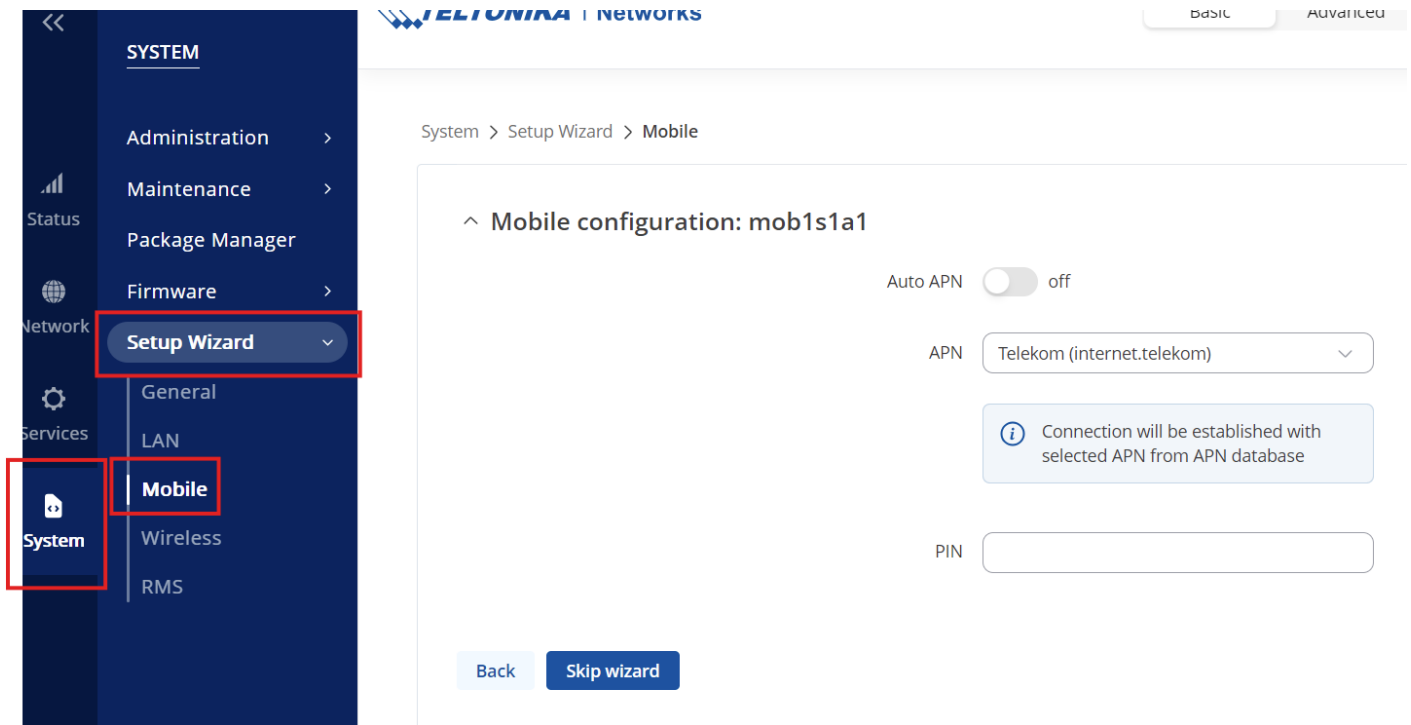 TELTONIKA | Networks
Basic
Advanced
SYSTEM
Administration
Maintenance
Package Manager
Firmware
Setup Wizard
General
LAN
Mobile
Wireless
RMS
Status
Network
Services
System
System > Setup Wizard > Mobile
Mobile configuration: mob1s1a1
Auto APN off
APN Telekom (internet.telekom)
Connection will be established with
selected APN from APN database
PIN
Back
Skip wizard